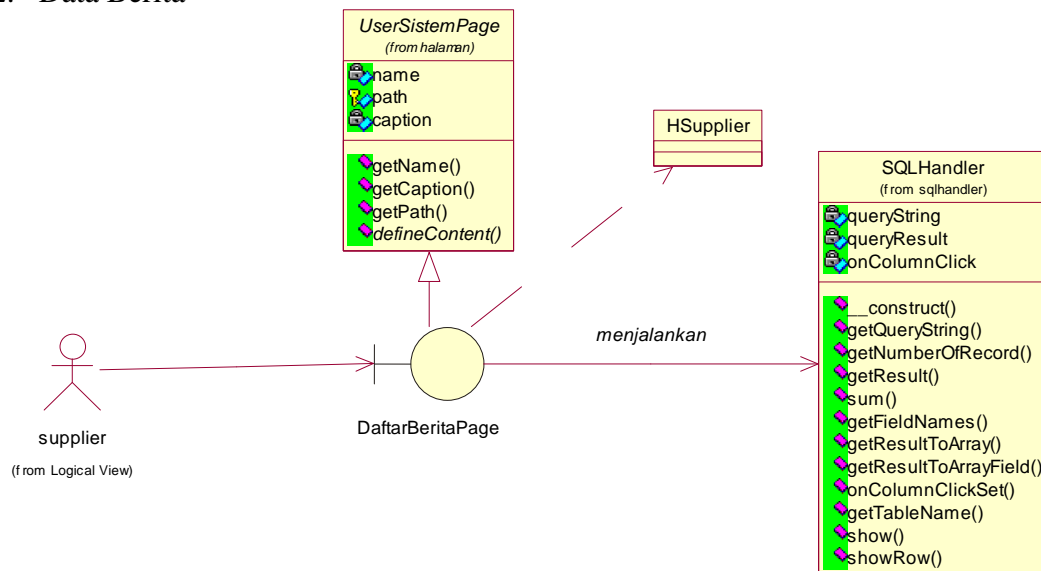 Data Berita
UserSistemPage
(from halaman)
name
path
caption
getName()
getCaption()
getPath()
defineContent()
HSupplier
SQLHandler
(from sqlhandler)
queryString
queryResult
onColumnClick
__construct()
getQueryString()
getNumberOfRecord()
getResult()
sum()
getFieldNames()
getResultToArray()
getResultToArrayField()
onColumnClickSet()
getTableName()
show()
showRow()
menjalankan
DaftarBeritaPage
supplier
(from Logical View)